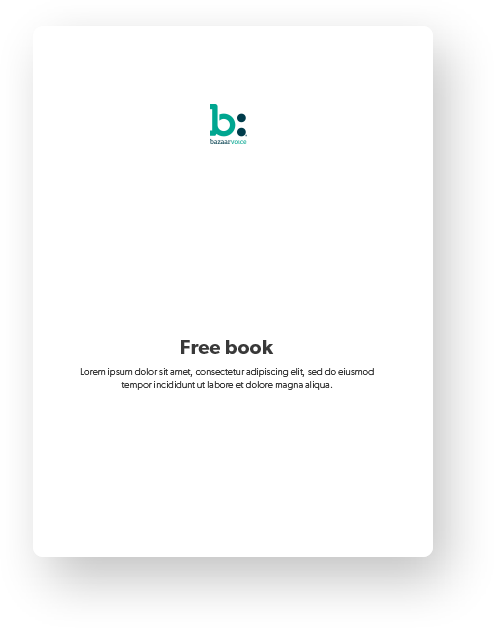 b:
bazaarvoice
Free book
Lorem ipsum dolor sit amet, consectetur adipiscing elit, sed do eiusmod
tempor incididunt ut labore et dolore magna aliqua.